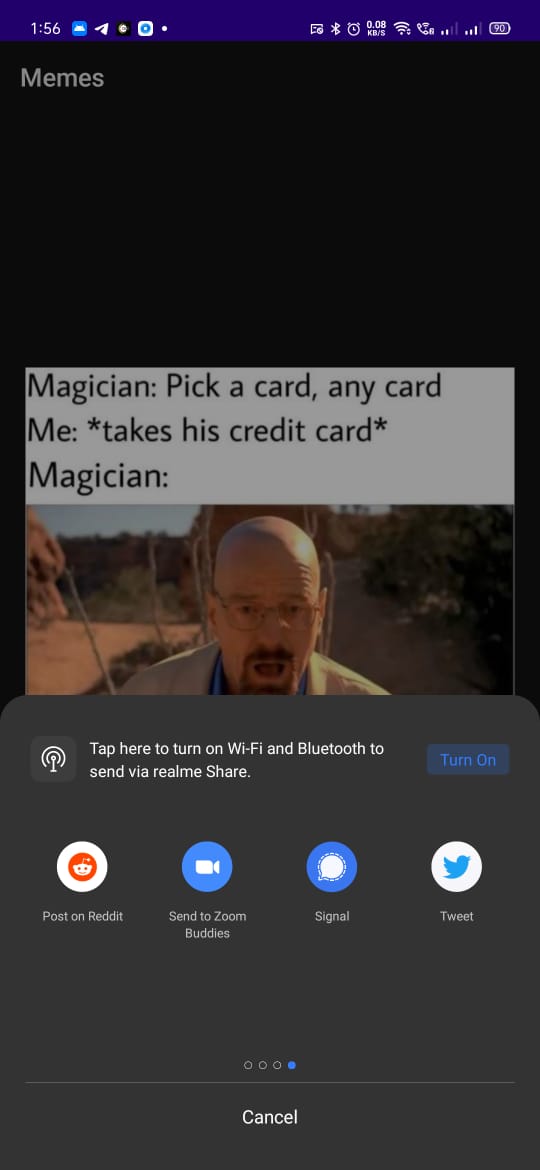 1:56
0.08
KB/S
90
Memes
Magician: Pick a card, any card
Me: *takes his credit card*
Magician:
Tap here to turn on Wi-Fi and Bluetooth to
send via realme Share.
Turn On
Post on Reddit
Send to Zoom
Buddies
Signal
Tweet
Cancel